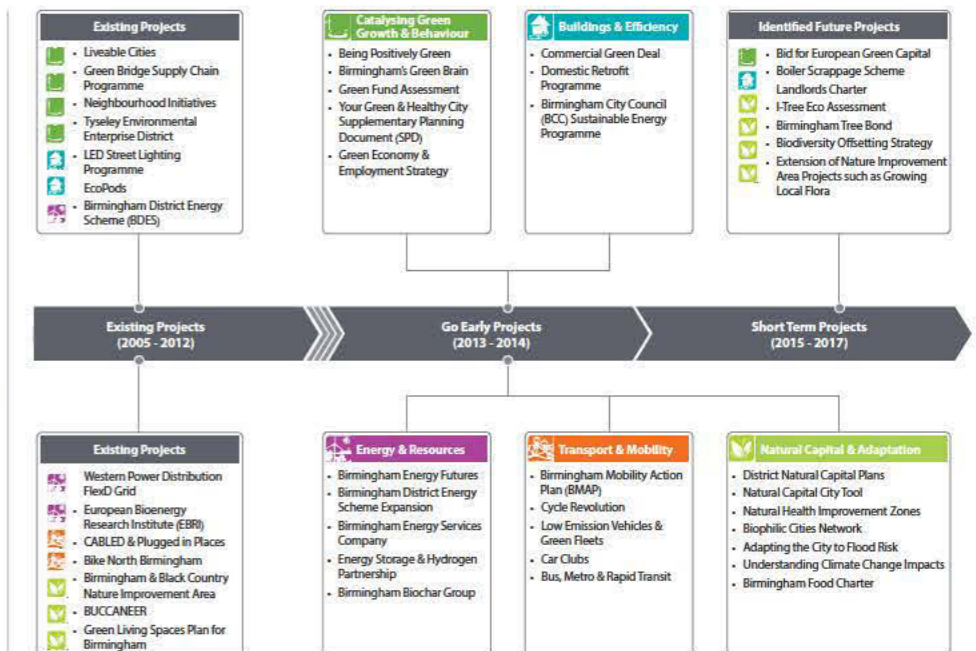 Existing Projects
• Liveable Cities
• Green Bridge Supply Chain
Programme
• Neighbourhood Initiatives
• Tyseley Environmental
Enterprise District
• LED Street Lighting
Programme
EcoPods
• Birmingham District Energy
Scheme (BDES)
Catalysing Green
Growth & Behaviour
• Being Positively Green
• Birmingham's Green Brain
• Green Fund Assessment
• Your Green & Healthy City
Supplementary Planning
Document (SPD)
• Green Economy &
Employment Strategy
Buildings & Efficiency
• Commercial Green Deal
• Domestic Retrofit
Programme
• Birmingham City Council
(BCC) Sustainable Energy
Programme
Identified Future Projects
• Bid for European Green Capital
• Boiler Scrappage Scheme
Landlords Charter
• I-Tree Eco Assessment
• Birmingham Tree Bond
• Biodiversity Offsetting Strategy
• Extension of Nature Improvement
Area Projects such as Growing
Local Flora
Existing Projects
(2005 - 2012)
Go Early Projects
(2013 - 2014)
Short Term Projects
(2015 - 2017)
Existing Projects
Western Power Distribution
FlexD Grid
• European Bioenergy
Research Institute (EBRI)
• CABLED & Plugged in Places
• Bike North Birmingham
• Birmingham & Black Country
Nature Improvement Area
• BUCCANEER
• Green Living Spaces Plan for
Birmingham
Energy & Resources
• Birmingham Energy Futures
• Birmingham District Energy
Scheme Expansion
• Birmingham Energy Services
Company
• Energy Storage & Hydrogen
Partnership
• Birmingham Biochar Group
Transport & Mobility
• Birmingham Mobility Action
Plan (BMAP)
• Cycle Revolution
• Low Emission Vehicles &
Green Fleets
• Car Clubs
• Bus, Metro & Rapid Transit
Natural Capital & Adaptation
• District Natural Capital Plans
• Natural Capital City Tool
• Natural Health Improvement Zones
• Biophilic Cities Network
• Adapting the City to Flood Risk
• Understanding Climate Change Impacts
• Birmingham Food Charter